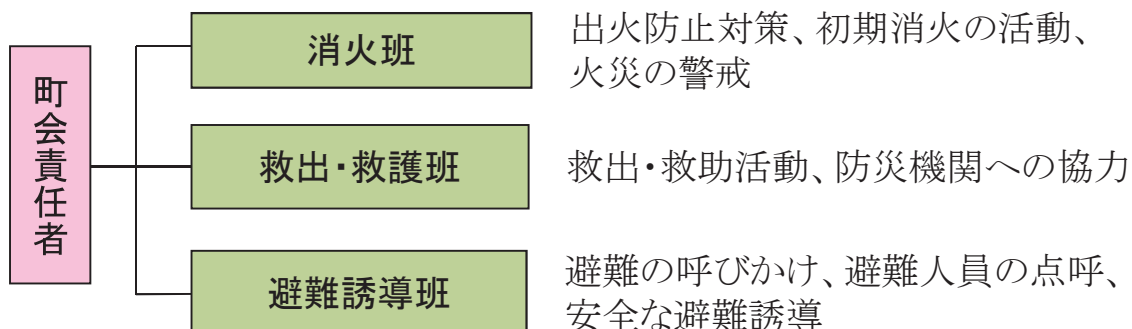 町会責任者
消火班
出火防止対策、初期消火の活動、
火災の警戒
救出・救護班
救出・救助活動、防災機関への協力
避難誘導班
避難の呼びかけ、避難人員の点呼、
安全な避難誘導